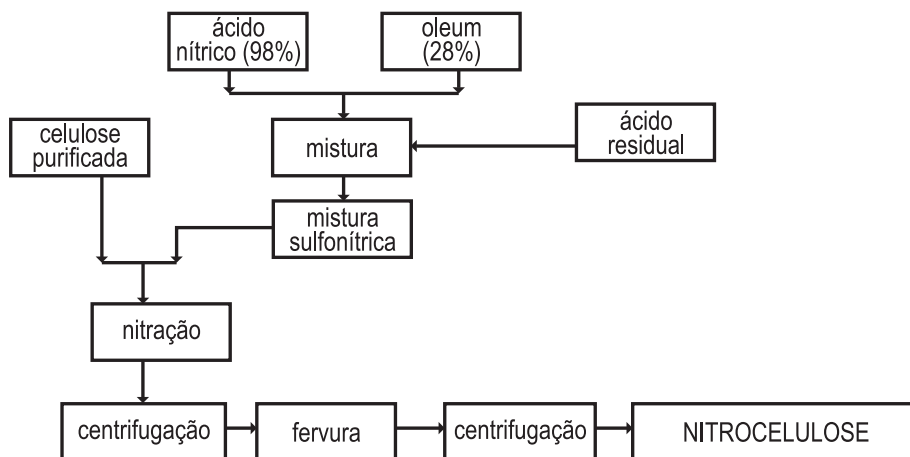 ácido
nítrico (98%)
oleum
(28%)
celulose
purificada
mistura
ácido
residual
mistura
sulfonítrica
nitração
centrifugação
fervura
centrifugação
NITROCELULOSE